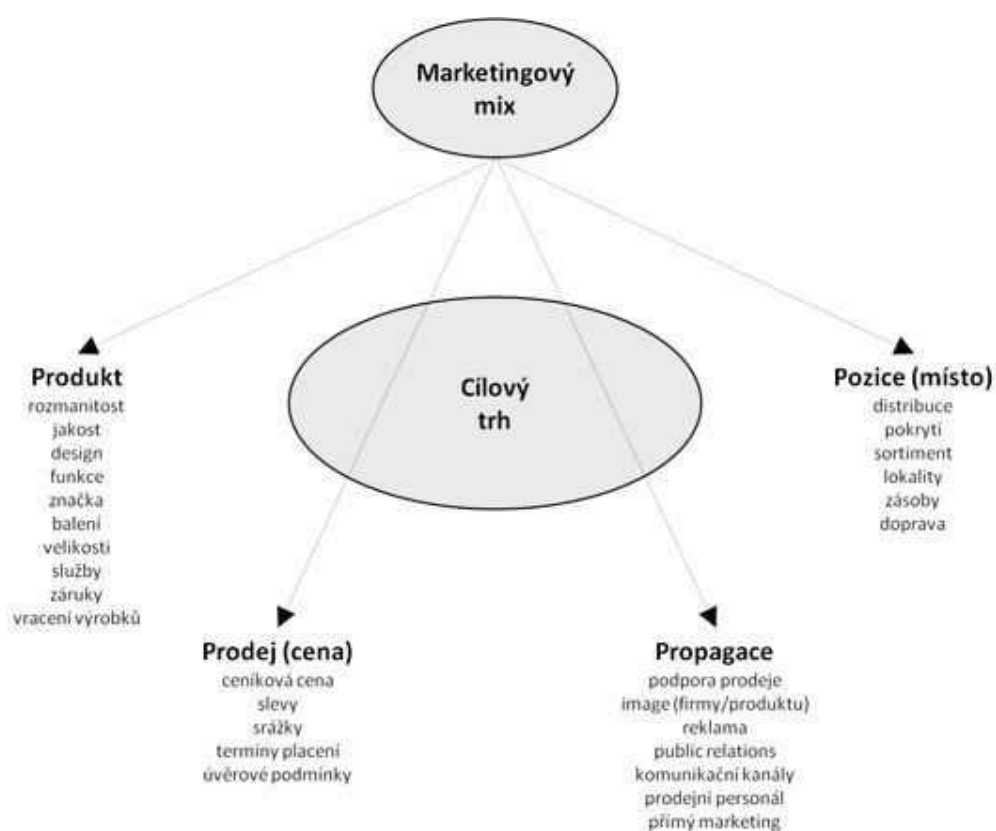 Marketingový
mix
Cílový
trh
Produkt
rozmanitost
jakost
design
funkce
značka
balení
velikosti
služby
záruky
vracení výrobků
Pozice (místo)
distribuce
pokrytí
sortiment
lokality
zásoby
doprava
Prodej (cena)
ceníková cena
slevy
srážky
termíny placení
úvěrové podmínky
Propagace
podpora prodeje
image (firmy/produktu)
reklama
public relations
komunikační kanály
prodejní personál
přímý marketing